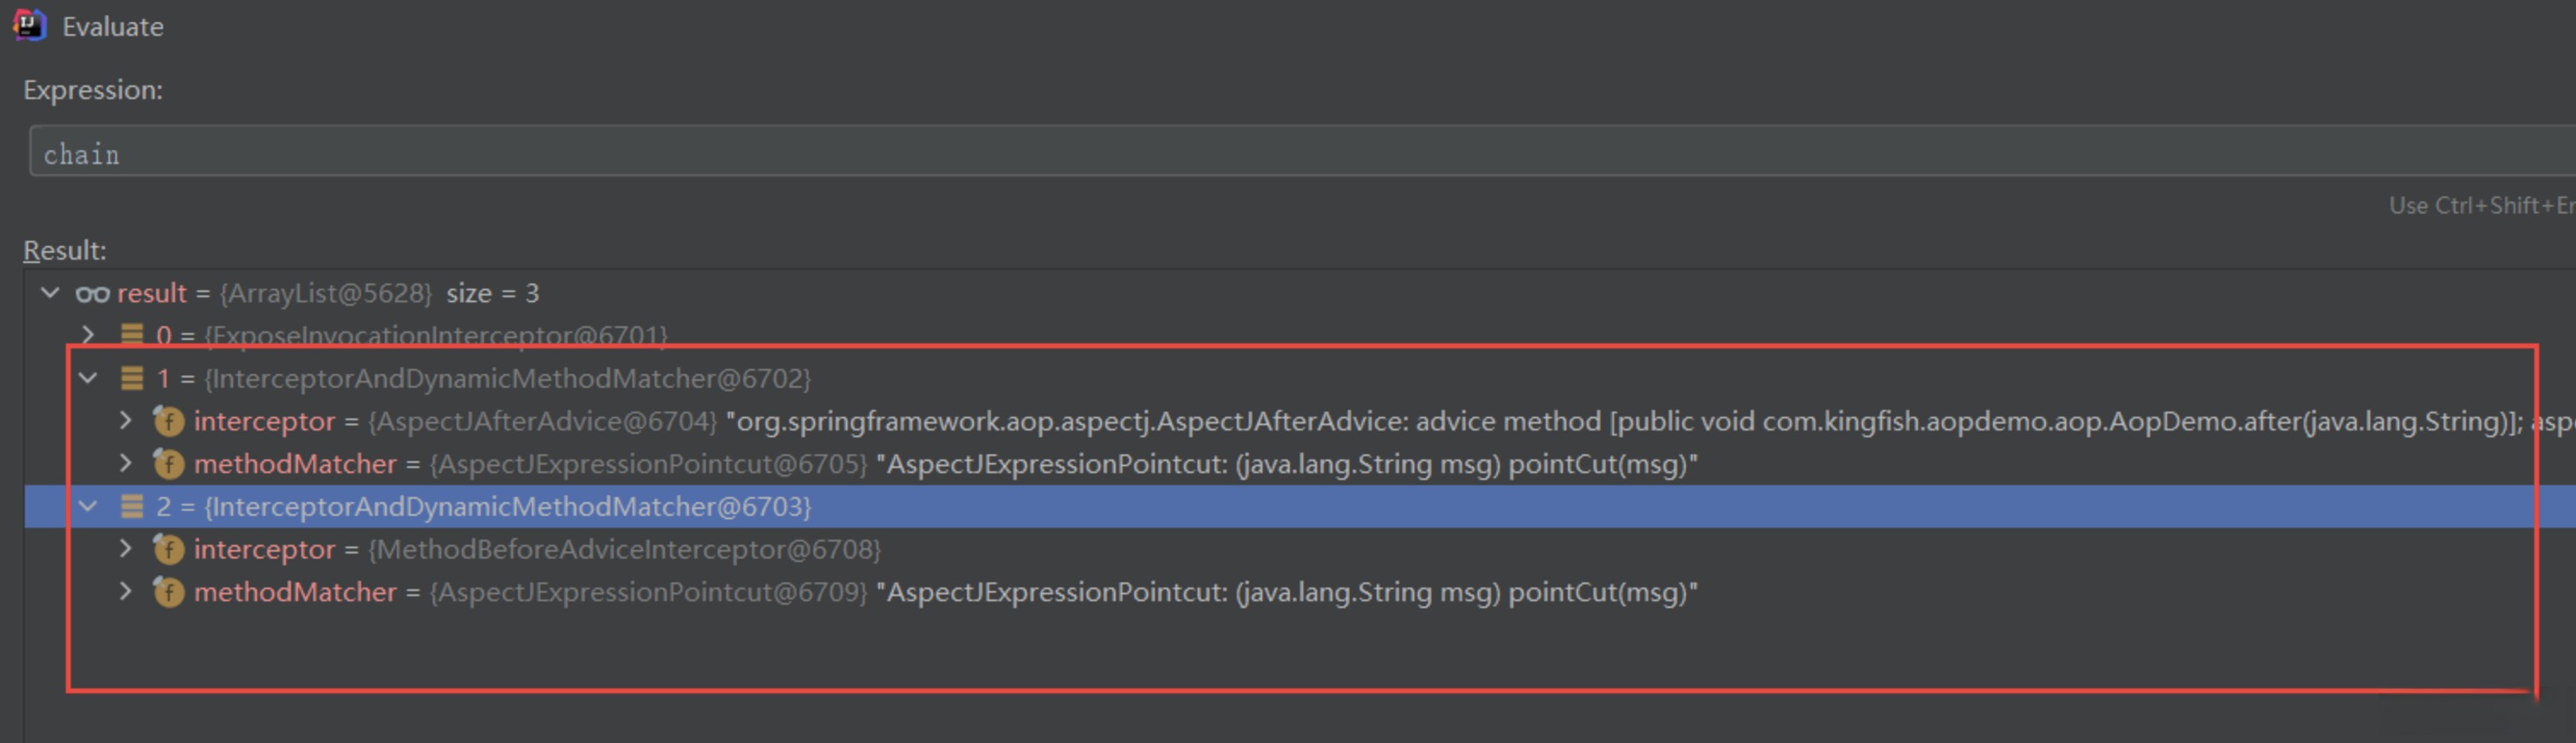 Evaluate
Expression:
chain
Use Ctrl+Shift+En
Result:
result = {ArrayList@5628} size = 3
0 = {ExposeInvocationInterceptor@6701}
1 = {InterceptorAndDynamicMethodMatcher@6702}
f interceptor = {AspectJAfterAdvice@6704} "org.springframework.aop.aspectj.AspectJAfterAdvice: advice method [public void com.kingfish.aopdemo.aop.AopDemo.after(java.lang.String)]; asp
f methodMatcher = {AspectJExpressionPointcut@6705} "AspectJExpressionPointcut: (java.lang.String msg) pointCut(msg)"
2 = {InterceptorAndDynamicMethodMatcher@6703}
f interceptor = {MethodBeforeAdviceInterceptor@6708}
f methodMatcher = {AspectJExpressionPointcut@6709} "AspectJExpressionPointcut: (java.lang.String msg) pointCut(msg)"